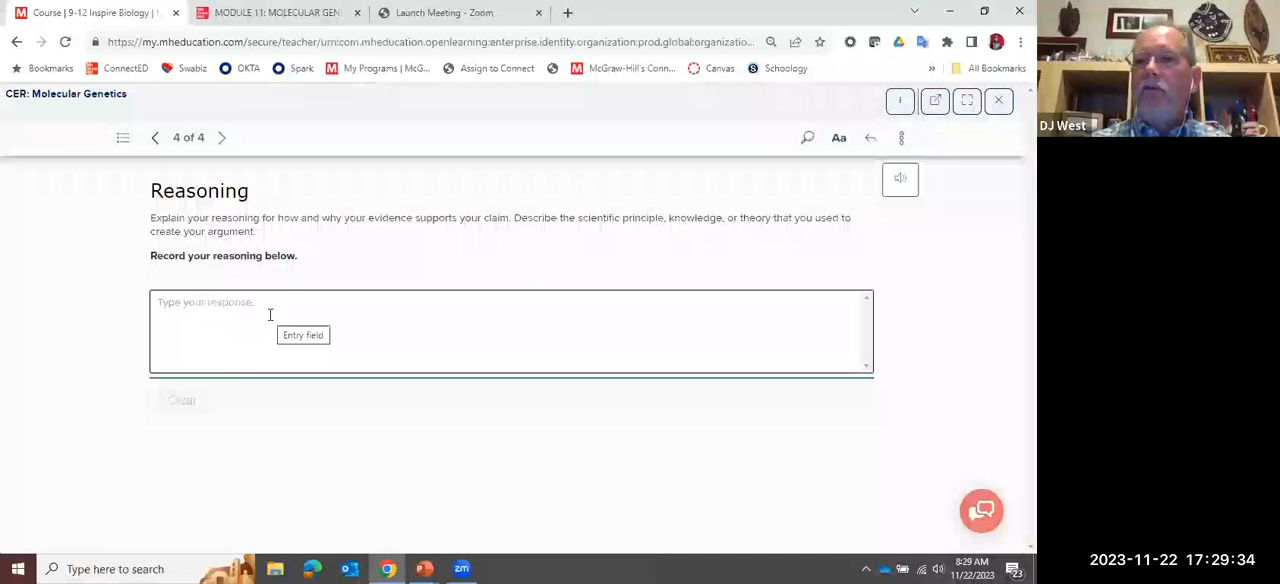 Course | 9-12 Inspire Biology |
MODULE 11: MOLECULAR GEN
Launch Meeting - Zoom
https://my.mheducation.com/secure/teacher/urn:com.mheducation.openlearning:enterprise.identity.organization:prod.global:organizatio...
Bookmarks
ConnectED
Swabiz
OKTA
Spark
My Programs | McG...
Assign to Connect
McGraw-Hill's Conn...
Canvas
Schoology
»
All Bookmarks
CER: Molecular Genetics
i
4 of 4
Aa
DJ West
Reasoning
Explain your reasoning for how and why your evidence supports your claim. Describe the scientific principle, knowledge, or theory that you used to
create your argument.
Record your reasoning below.
Type your response.
Entry field
Clear
Type here to search
zm
8:29 AM
11/22/2023
23
2023-11-22 17:29:34